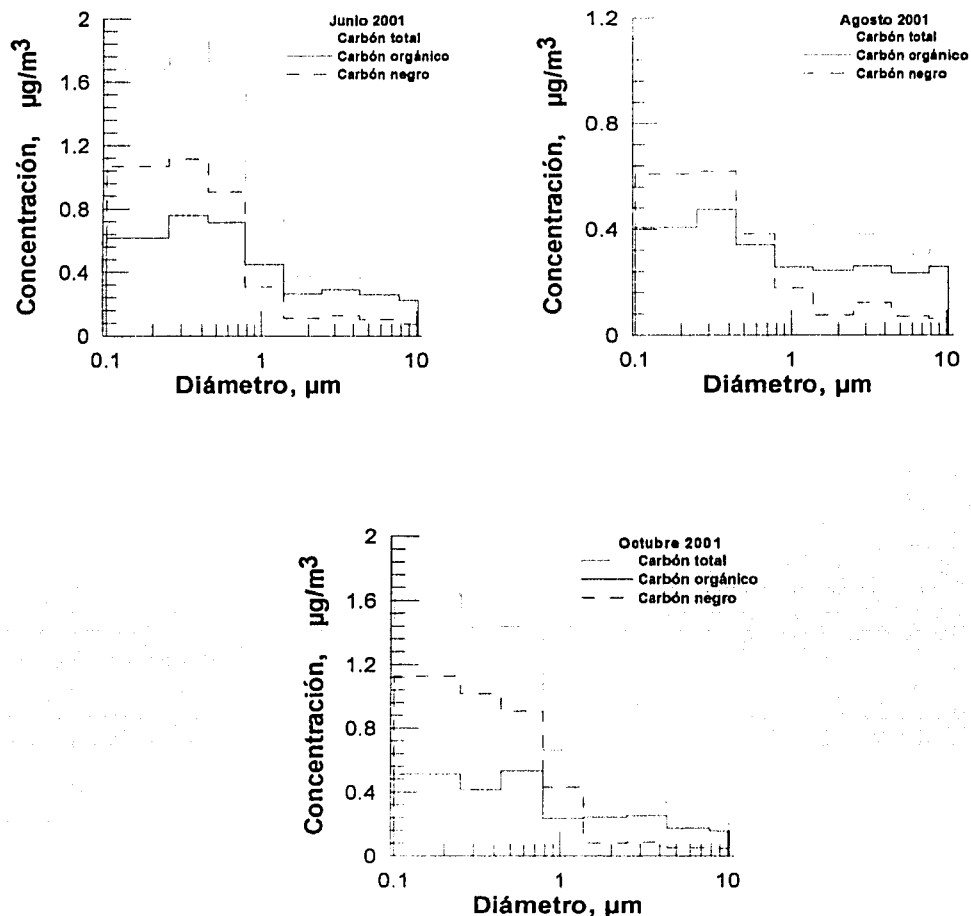 Junio 2001
Carbón total
Carbón orgánico
Carbón negro
Concentración, µg/m³
2
1.6
1.2
0.8
0.4
0
0.1
1
10
Diámetro, µm
Agosto 2001
Carbón total
Carbón orgánico
Carbón negro
Concentración, µg/m³
1.2
0.8
0.4
0
0.1
1
10
Diámetro, µm
Octubre 2001
Carbón total
Carbón orgánico
Carbón negro
Concentración, µg/m³
2
1.6
1.2
0.8
0.4
0
0.1
1
10
Diámetro, µm